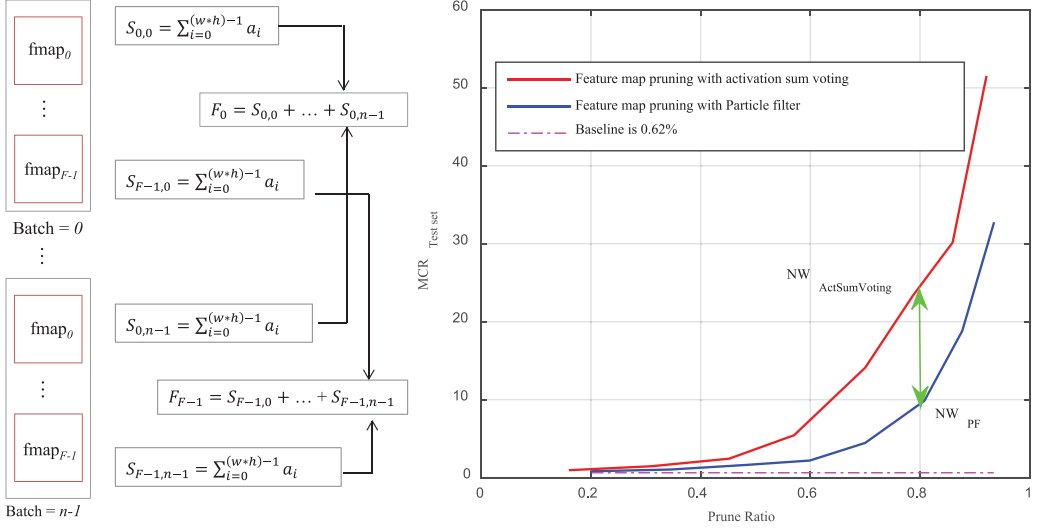 fmap0
⋮
fmapF-1
Batch = 0
⋮
fmap0
⋮
fmapF-1
Batch = n-1
S0,0 = ∑i=0(w*h)−1 ai
F0 = S0,0 + … + S0,n−1
SF−1,0 = ∑i=0(w*h)−1 ai
S0,n−1 = ∑i=0(w*h)−1 ai
FF−1 = SF−1,0 + … + SF−1,n−1
SF−1,n−1 = ∑i=0(w*h)−1 ai
60
50
40
30
20
10
0
MCR Test set
Feature map pruning with activation sum voting
Feature map pruning with Particle filter
Baseline is 0.62%
NW ActSumVoting
NW PF
0 0.2 0.4 0.6 0.8 1
Prune Ratio